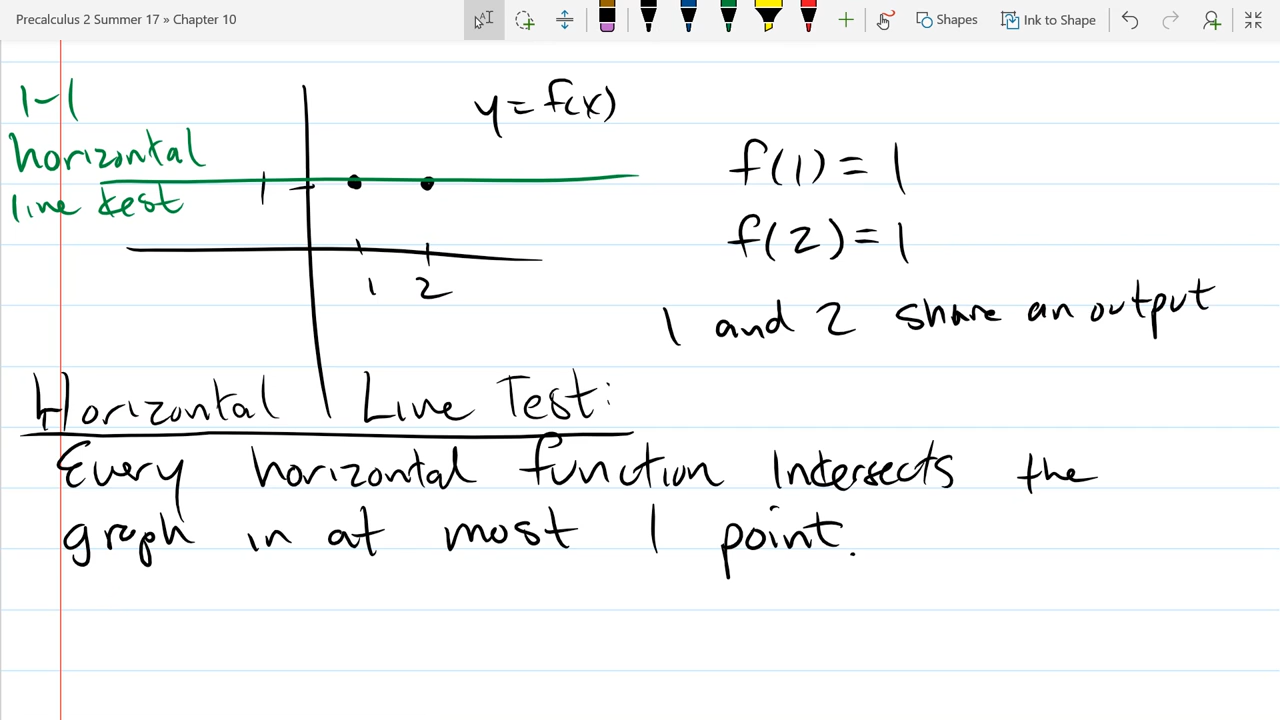 Precalculus 2 Summer 17 » Chapter 10
Shapes
Ink to Shape
1-1
horizontal
line test
y = f(x)
1
1 2
f(1) = 1
f(2) = 1
1 and 2 share an output
Horizontal Line Test:
Every horizontal function intersects the
graph in at most 1 point.